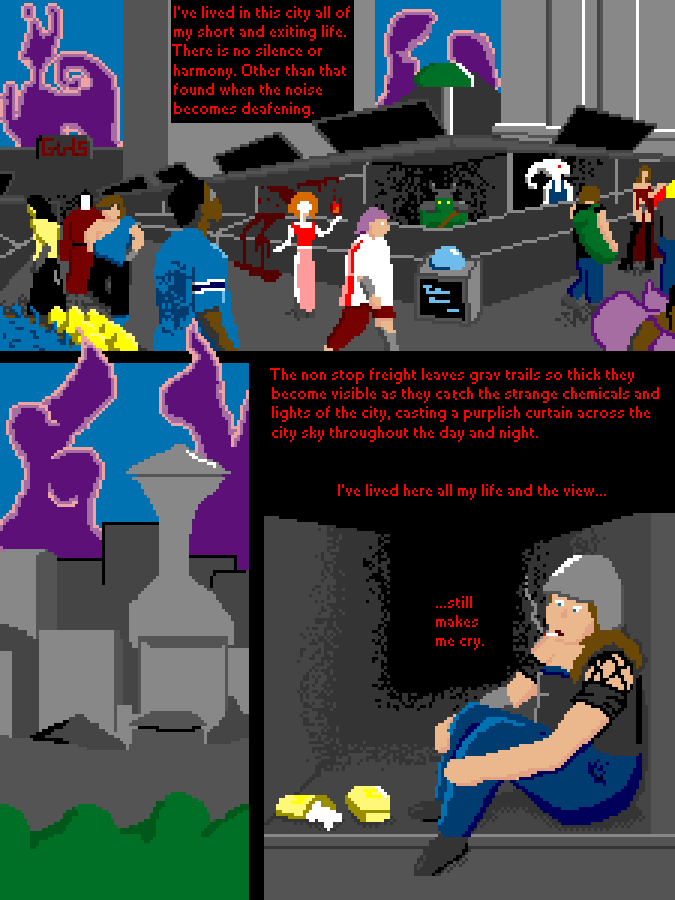 I've lived in this city all of
my short and exiting life.
There is no silence or
harmony. Other than that
found when the noise
becomes deafening.
Guls
The non stop freight leaves grav trails so thick they
become visible as they catch the strange chemicals and
lights of the city, casting a purplish curtain across the
city sky throughout the day and night.
I've lived here all my life and the view...
...still
makes
me cry.